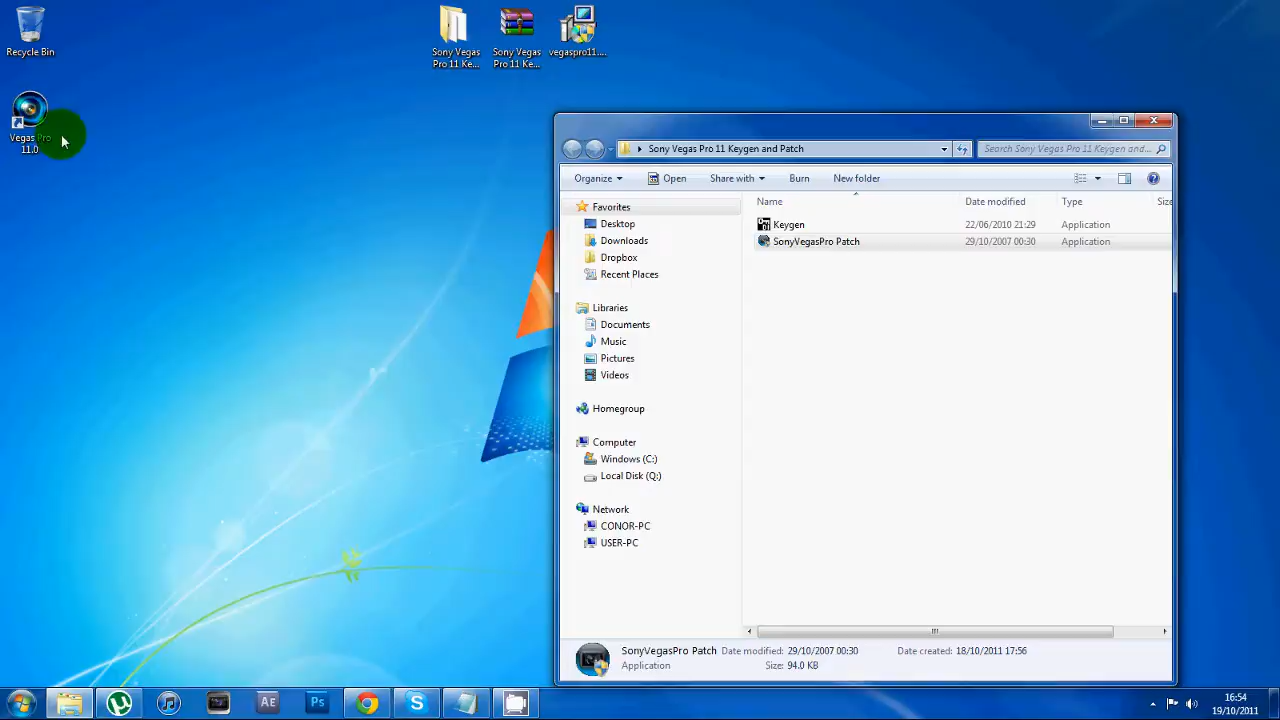 Recycle Bin
Vegas Pro
11.0
Sony Vegas
Pro 11 Ke...
Sony Vegas
Pro 11 Ke...
vegaspro11....
Sony Vegas Pro 11 Keygen and Patch
Search Sony Vegas Pro 11 Keygen and...
Organize
Open
Share with
Burn
New folder
Name
Date modified
Type
Size
Favorites
Desktop
Downloads
Dropbox
Recent Places
Libraries
Documents
Music
Pictures
Videos
Homegroup
Computer
Windows (C:)
Local Disk (Q:)
Network
CONOR-PC
USER-PC
Keygen 22/06/2010 21:29 Application
SonyVegasPro Patch 29/10/2007 00:30 Application
SonyVegasPro Patch Date modified: 29/10/2007 00:30 Date created: 18/10/2011 17:56
Application Size: 94.0 KB
Ae
Ps
16:54
19/10/2011